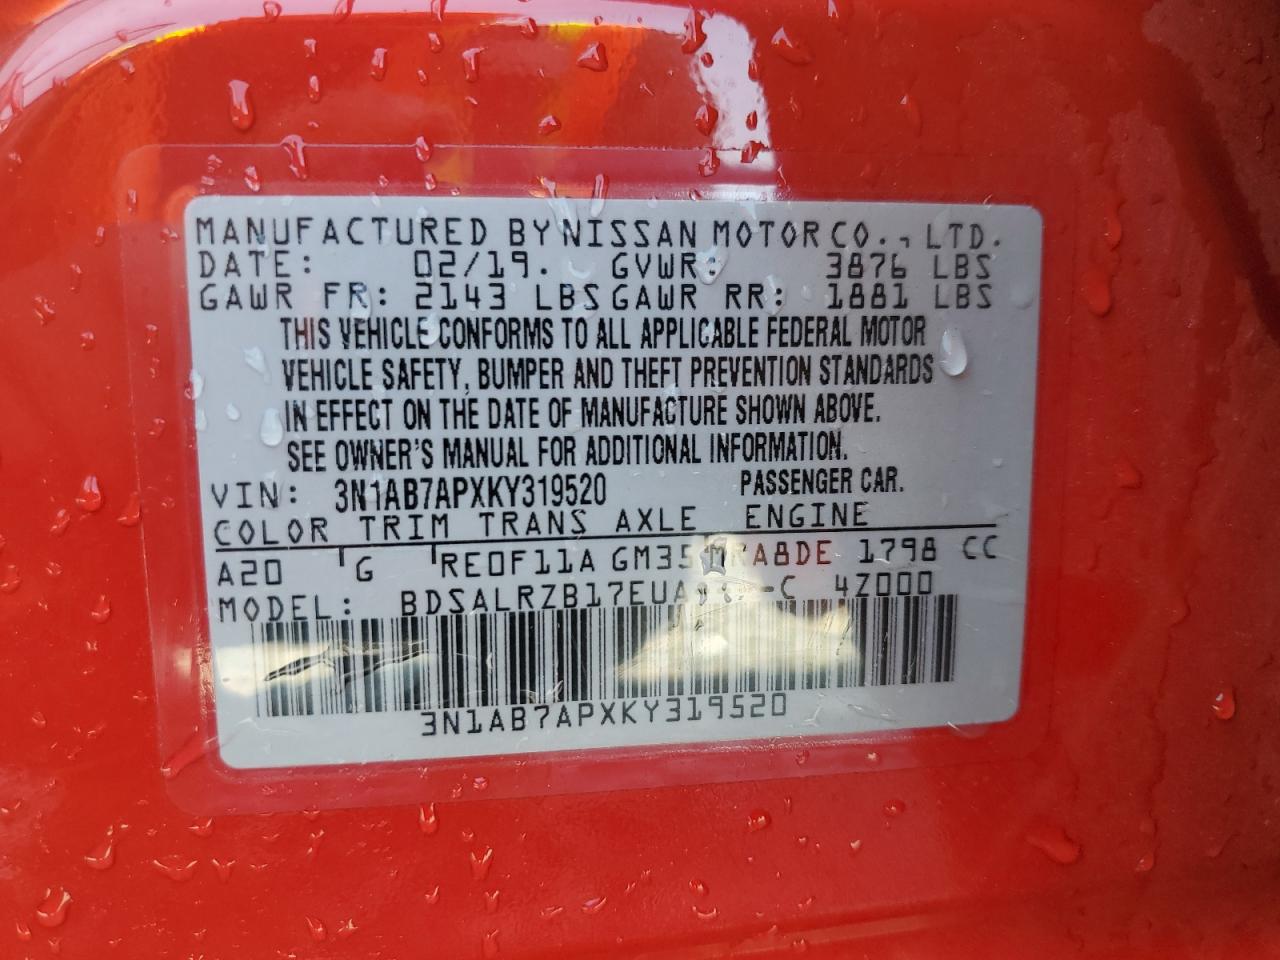 MANUFACTURED BY NISSAN MOTOR CO., LTD.
DATE: 02/19. GVWR: 3876 LBS
GAWR FR: 2143 LBS GAWR RR: 1881 LBS
THIS VEHICLE CONFORMS TO ALL APPLICABLE FEDERAL MOTOR
VEHICLE SAFETY, BUMPER AND THEFT PREVENTION STANDARDS
IN EFFECT ON THE DATE OF MANUFACTURE SHOWN ABOVE.
SEE OWNER'S MANUAL FOR ADDITIONAL INFORMATION.
VIN: 3N1AB7APXKY319520 PASSENGER CAR.
COLOR TRIM TRANS AXLE ENGINE
A20 G RE0F11A GM35 MRA8DE 1798 CC
MODEL: 4Z000
3N1AB7APXKY319520